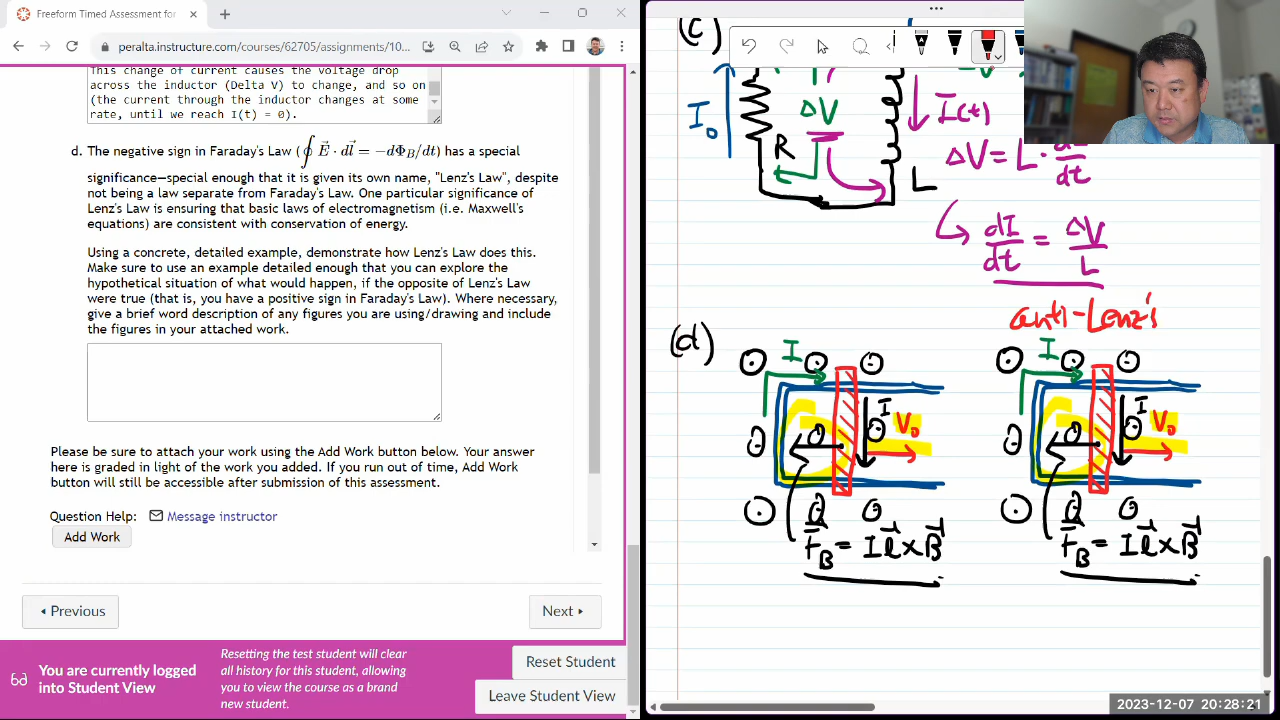 Freeform Timed Assessment for
peralta.instructure.com/courses/27305
signments/10...
This change of current causes the voltage drop
across the inductor (Delta V) to change, and so on
(the current through the inductor changes at some
rate, until we reach I(t) = 0).
d. The negative sign in Faraday's Law (∮ E⃗ · dl⃗ = −dΦ_B/dt) has a special
significance—special enough that it is given its own name, "Lenz's Law", despite
not being a law separate from Faraday's Law. One particular significance of
Lenz's Law is ensuring that basic laws of electromagnetism (i.e. Maxwell's
equations) are consistent with conservation of energy.
Using a concrete, detailed example, demonstrate how Lenz's Law does this.
Make sure to use an example detailed enough that you can explore the
hypothetical situation of what would happen, if the opposite of Lenz's Law
were true (that is, you have a positive sign in Faraday's Law). Where necessary,
give a brief word description of any figures you are using/drawing and include
the figures in your attached work.
Please be sure to attach your work using the Add Work button below. Your answer
here is graded in light of the work you added. If you run out of time, Add Work
button will still be accessible after submission of the assessment.
Question Help: Message instructor
Add Work
Previous
Next
You are currently logged
into Student View
Resetting the test student will clear
all history for this student, allowing
you to view the course as a brand
new student.
Reset Student
Leave Student View
(c)
I₀
ΔV
R
I(t)
L
ΔV = L · dI/dt
dI/dt = ΔV/L
anti-Lenz's
(d)
I
I
V₀
F_B = I l⃗ × B⃗
I
I
V₀
F_B = I l⃗ × B⃗
2023-12-07 20:28:21